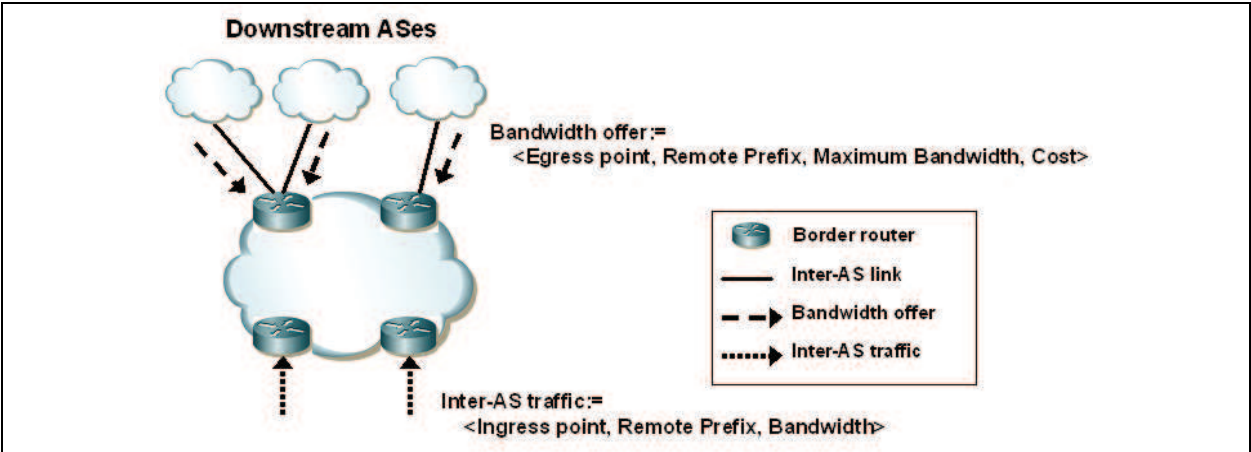 Downstream ASes
Bandwidth offer:=
<Egress point, Remote Prefix, Maximum Bandwidth, Cost>
Border router
Inter-AS link
Bandwidth offer
Inter-AS traffic
Inter-AS traffic:=
<Ingress point, Remote Prefix, Bandwidth>